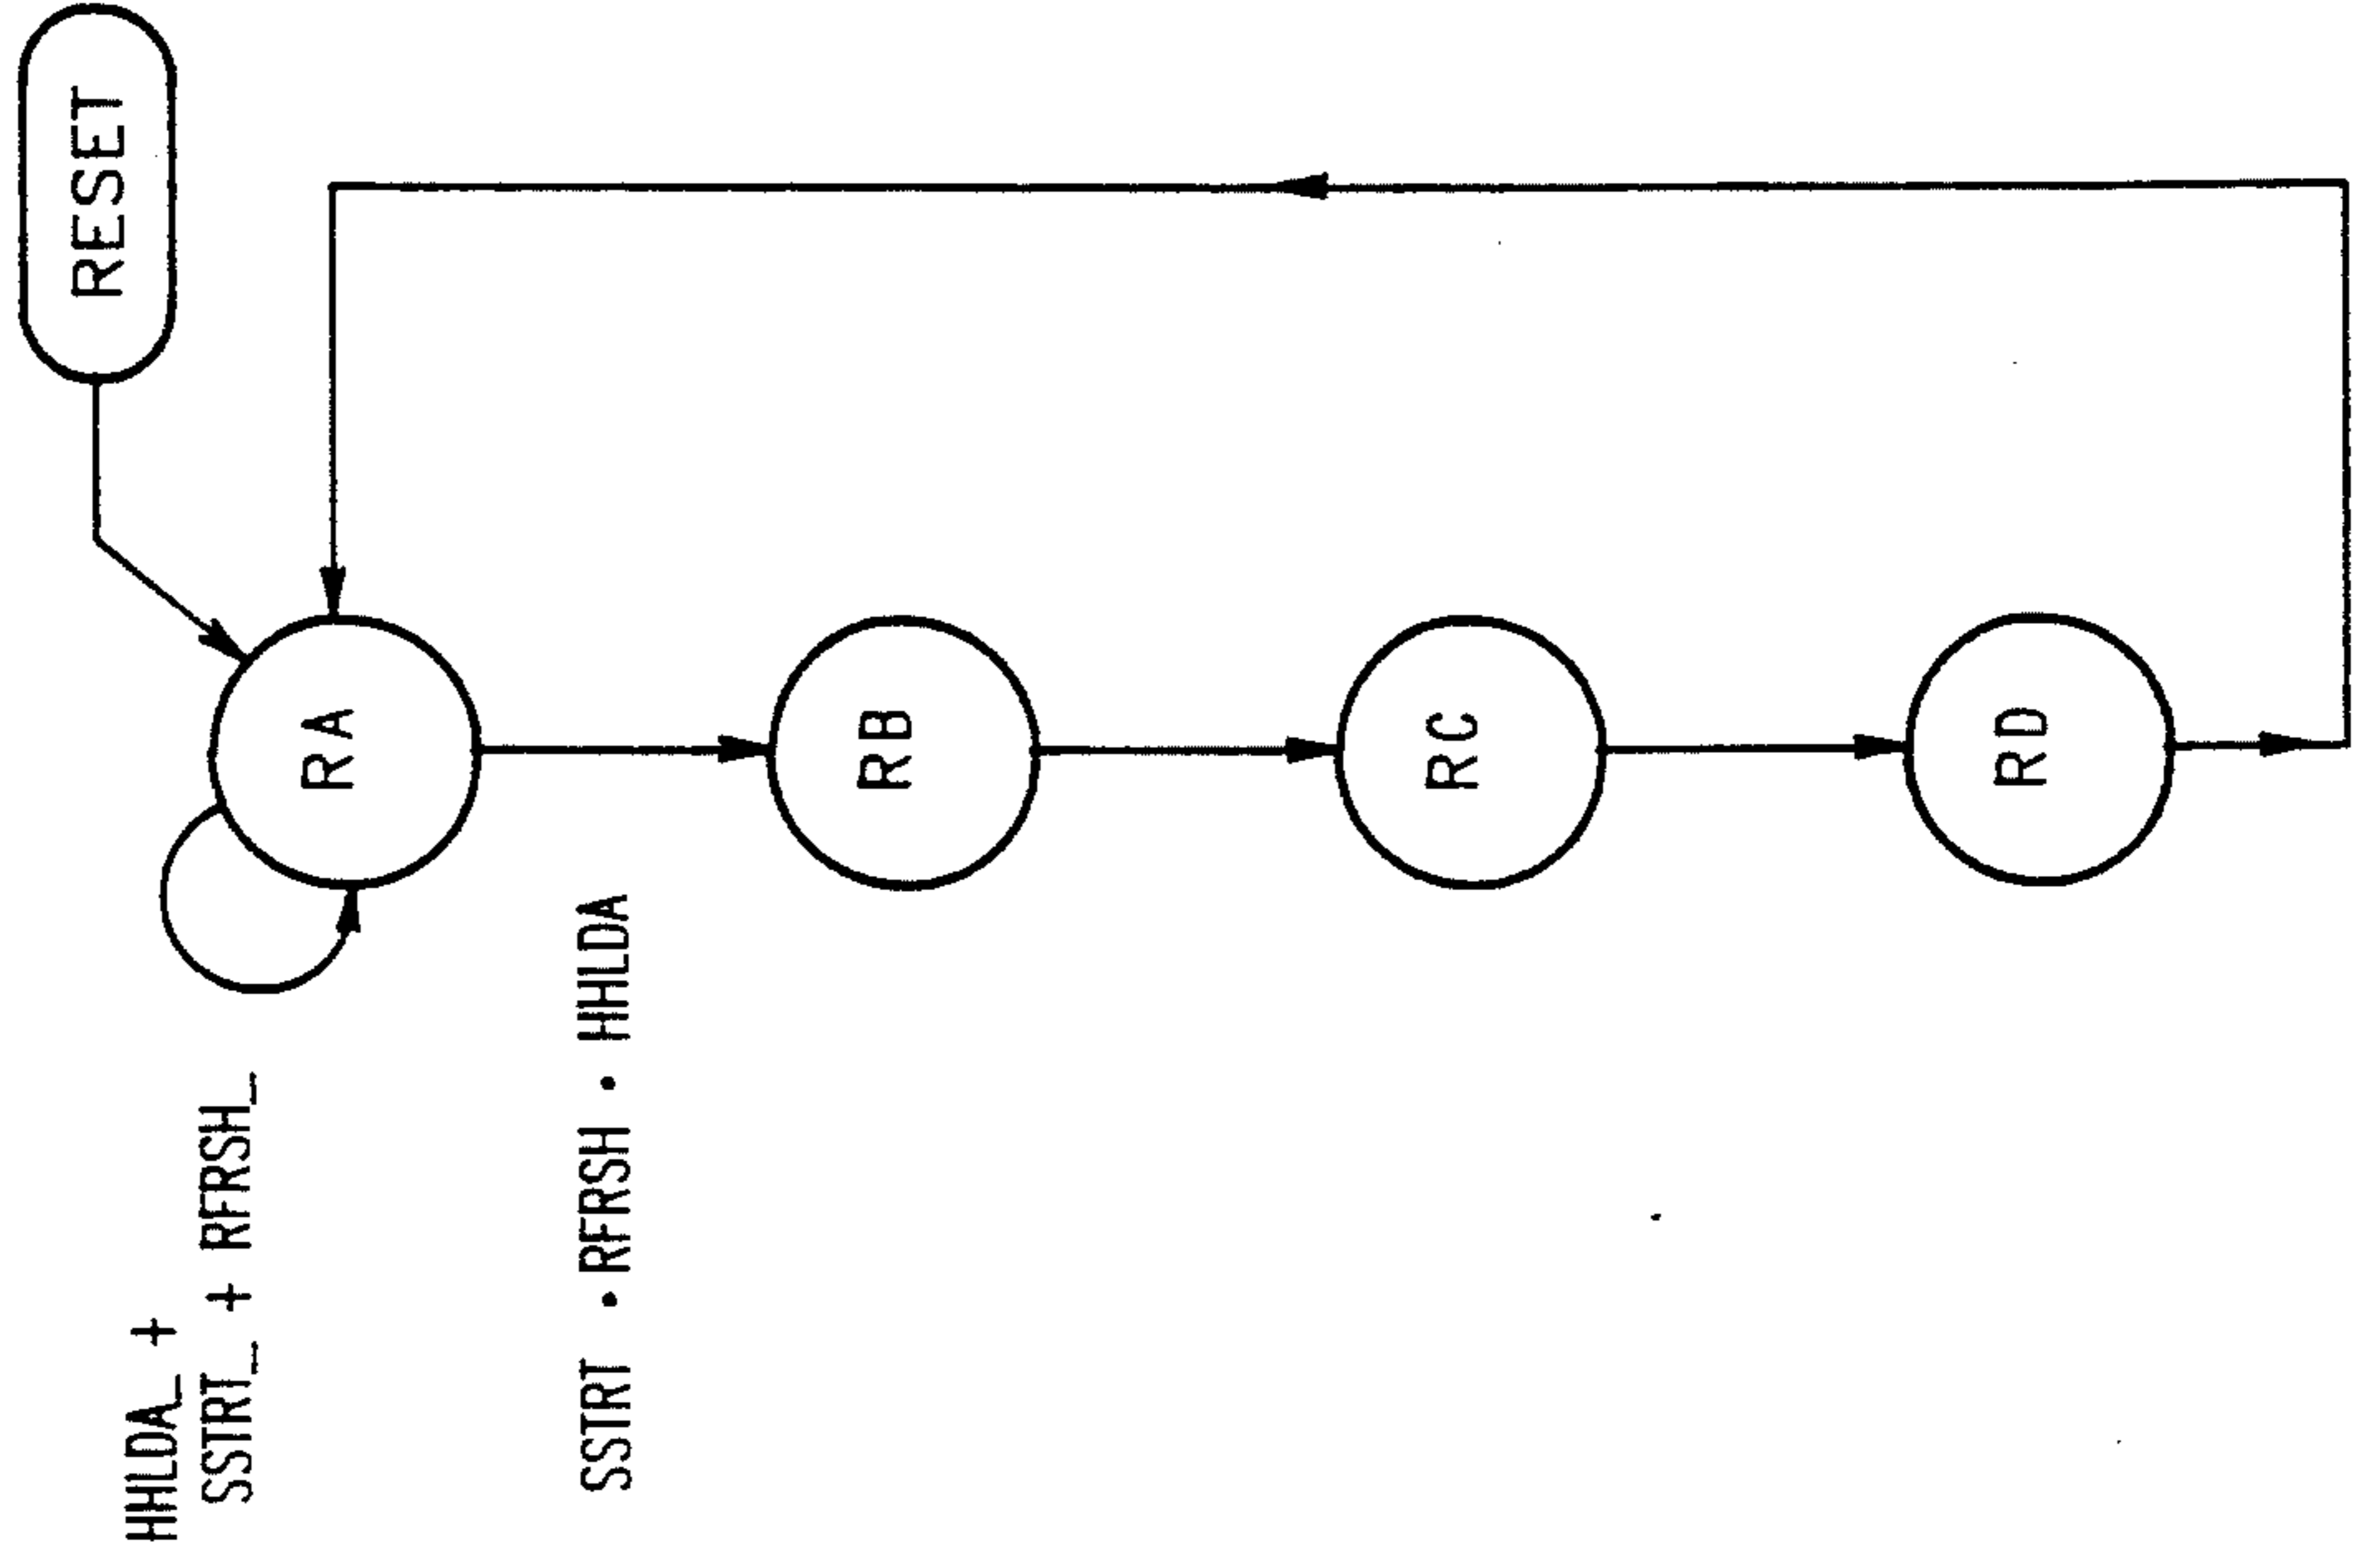 RESET
RA
RB
RC
RD
HHLDA_ +
SSTRT_ + RFRSH_
SSTRT • RFRSH • HHLDA